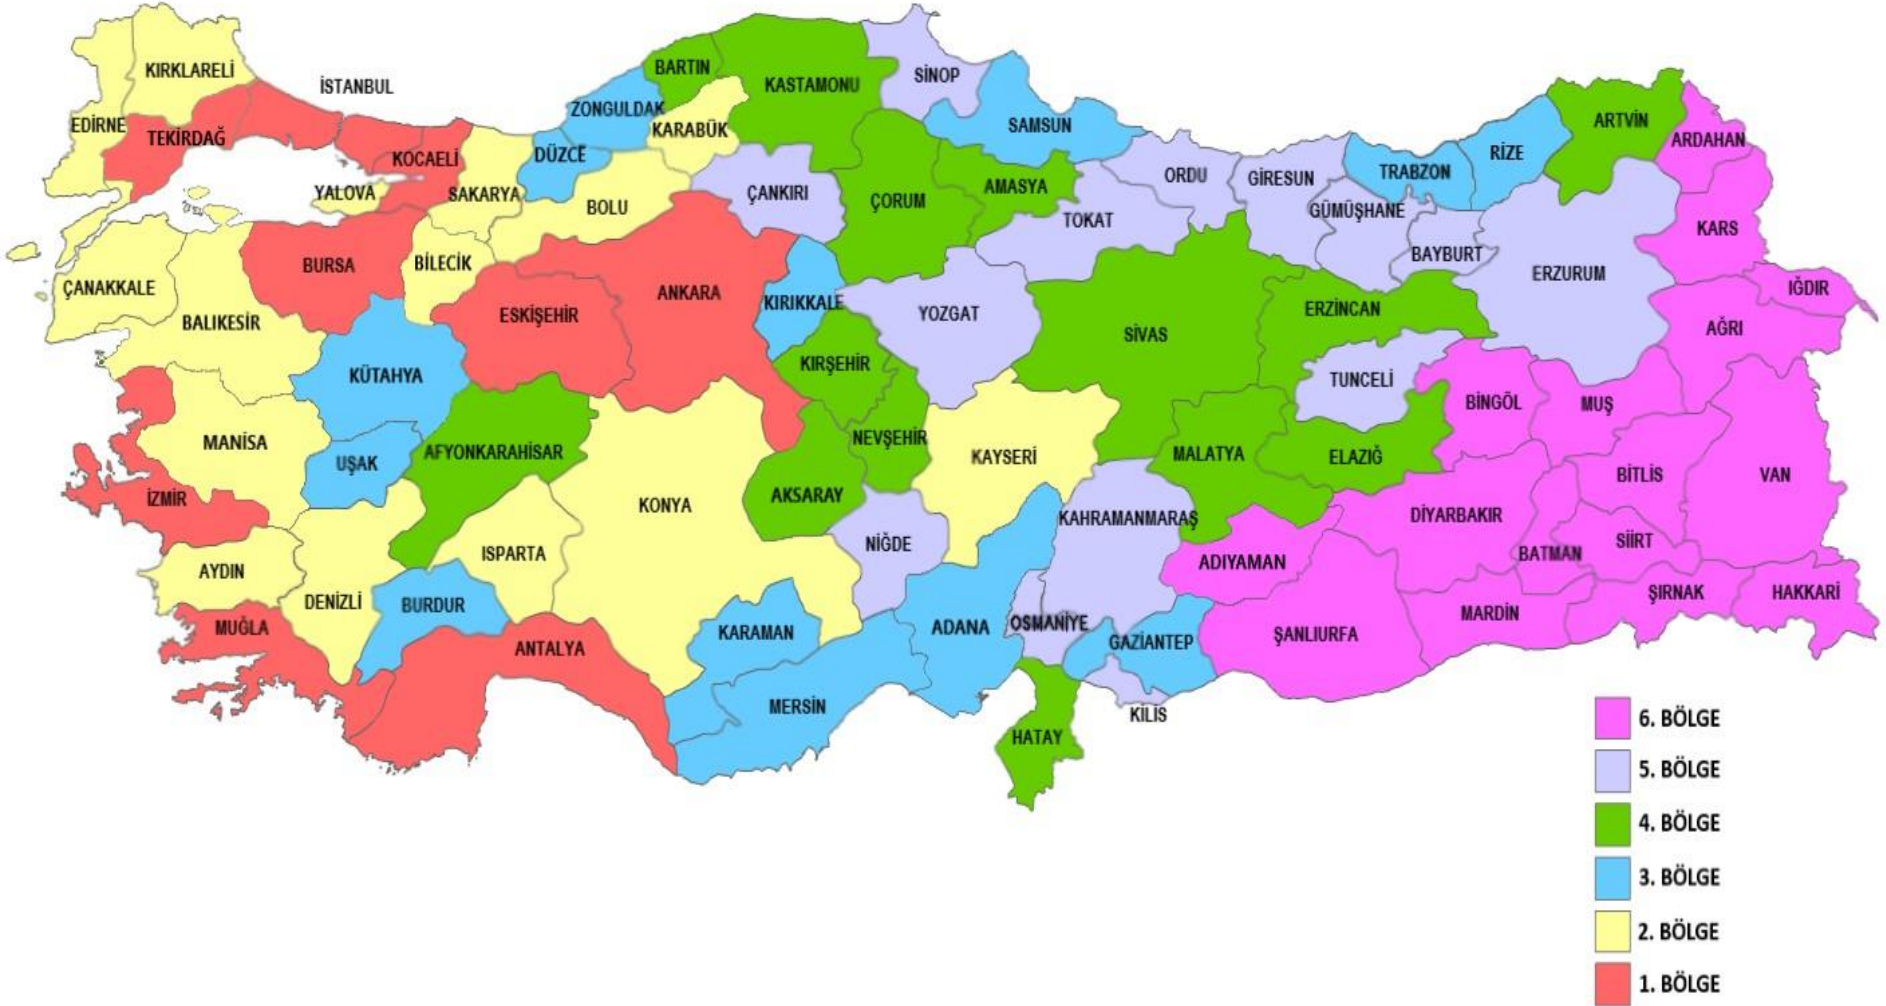 KIRKLARELİ
İSTANBUL
EDİRNE
TEKİRDAĞ
KOCAELİ
YALOVA
SAKARYA
DÜZCE
ZONGULDAK
BARTIN
KARABÜK
KASTAMONU
SİNOP
SAMSUN
BOLU
ÇANKIRI
ÇORUM
AMASYA
TOKAT
ORDU
GİRESUN
GÜMÜŞHANE
TRABZON
RİZE
ARTVİN
ARDAHAN
KARS
BAYBURT
ERZURUM
IĞDIR
AĞRI
ÇANAKKALE
BALIKESİR
BURSA
BİLECİK
ESKİŞEHİR
ANKARA
KIRIKKALE
YOZGAT
SİVAS
ERZİNCAN
TUNCELİ
BİNGÖL
MUŞ
KÜTAHYA
KIRŞEHİR
MANİSA
UŞAK
AFYONKARAHİSAR
NEVŞEHİR
KAYSERİ
MALATYA
ELAZIĞ
BİTLİS
VAN
İZMİR
KONYA
AKSARAY
NİĞDE
KAHRAMANMARAŞ
DİYARBAKIR
BATMAN
SİİRT
AYDIN
DENİZLİ
ISPARTA
ADIYAMAN
ŞIRNAK
HAKKARİ
MUĞLA
BURDUR
ANTALYA
KARAMAN
ADANA
OSMANİYE
GAZİANTEP
ŞANLIURFA
MARDİN
MERSİN
HATAY
KİLİS
6. BÖLGE
5. BÖLGE
4. BÖLGE
3. BÖLGE
2. BÖLGE
1. BÖLGE